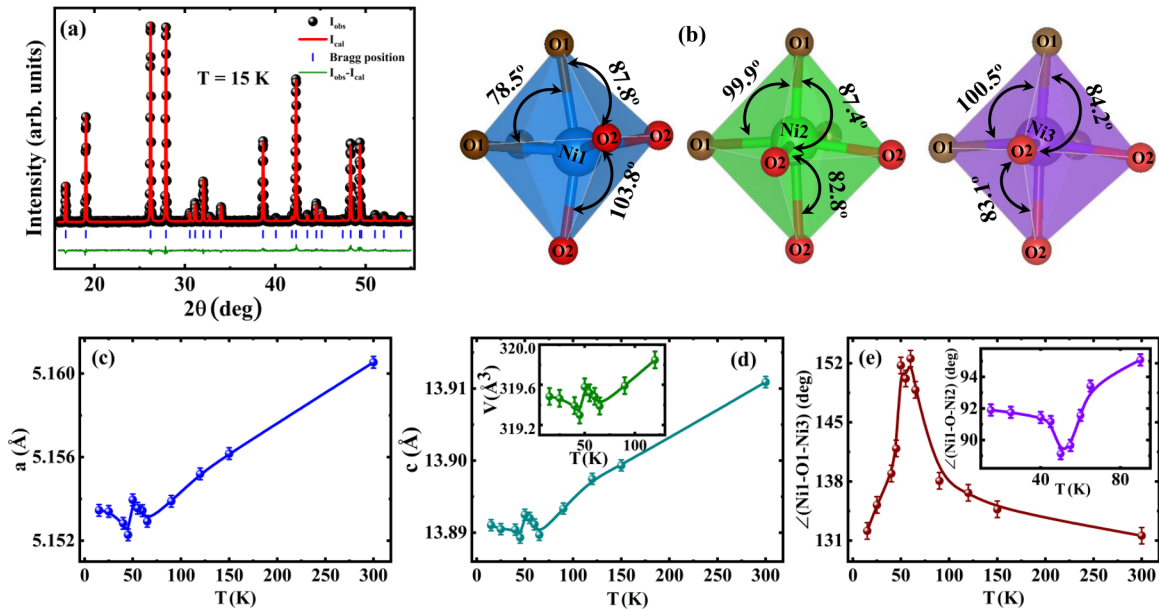 (a)
I_obs
I_cal
Bragg position
I_obs-I_cal
T = 15 K
Intensity (arb. units)
20 30 40 50
2θ (deg)
(b)
O1
78.5°
87.8°
O1
Ni1
O2
O2
103.8°
O2
O1
99.9°
87.4°
O1
Ni2
O2
O2
82.8°
O2
O1
100.5°
84.2°
O1
Ni3
O2
O2
83.1°
O2
(c)
5.160
5.156
5.152
a (Å)
0 50 100 150 200 250 300
T (K)
(d)
13.91
13.90
13.89
c (Å)
0 50 100 150 200 250 300
T (K)
320.0
319.6
319.2
V(Å³)
50 100
T(K)
(e)
152
145
138
131
∠(Ni1-O1-Ni3) (deg)
0 50 100 150 200 250 300
T (K)
95
92
90
∠(Ni1-O-Ni2) (deg)
40 80
T (K)